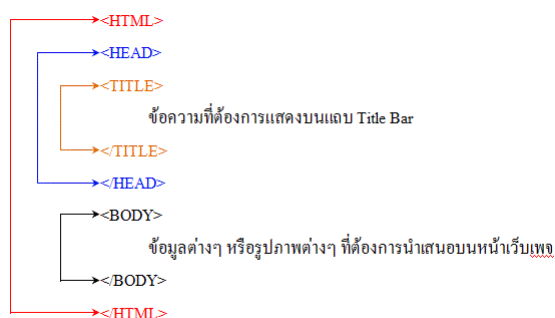 <HTML>
<HEAD>
<TITLE>
ข้อความที่ต้องการแสดงบนแถบ Title Bar
</TITLE>
</HEAD>
<BODY>
ข้อมูลต่างๆ หรือรูปภาพต่างๆ ที่ต้องการนำเสนอบนหน้าเว็บเพจ
</BODY>
</HTML>